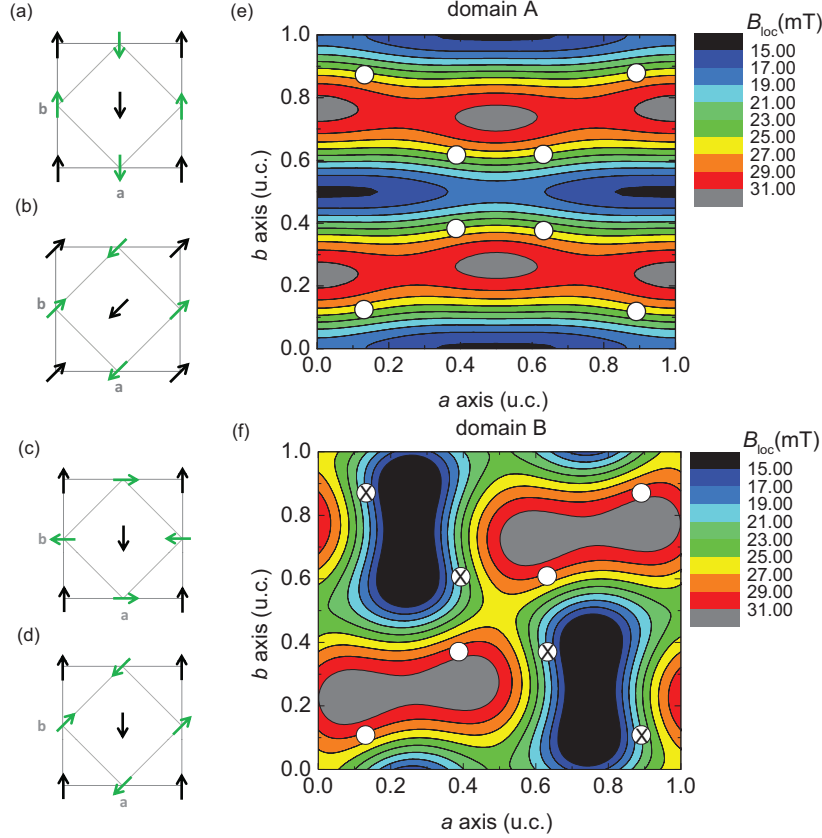 (a)
b
a
(b)
b
a
(c)
b
a
(d)
b
a
(e)
domain A
B_loc(mT)
15.00
17.00
19.00
21.00
23.00
25.00
27.00
29.00
31.00
1.0
0.8
0.6
0.4
0.2
0.0
b axis (u.c.)
0.0 0.2 0.4 0.6 0.8 1.0
a axis (u.c.)
(f)
domain B
B_loc(mT)
15.00
17.00
19.00
21.00
23.00
25.00
27.00
29.00
31.00
1.0
0.8
0.6
0.4
0.2
0.0
b axis (u.c.)
0.0 0.2 0.4 0.6 0.8 1.0
a axis (u.c.)